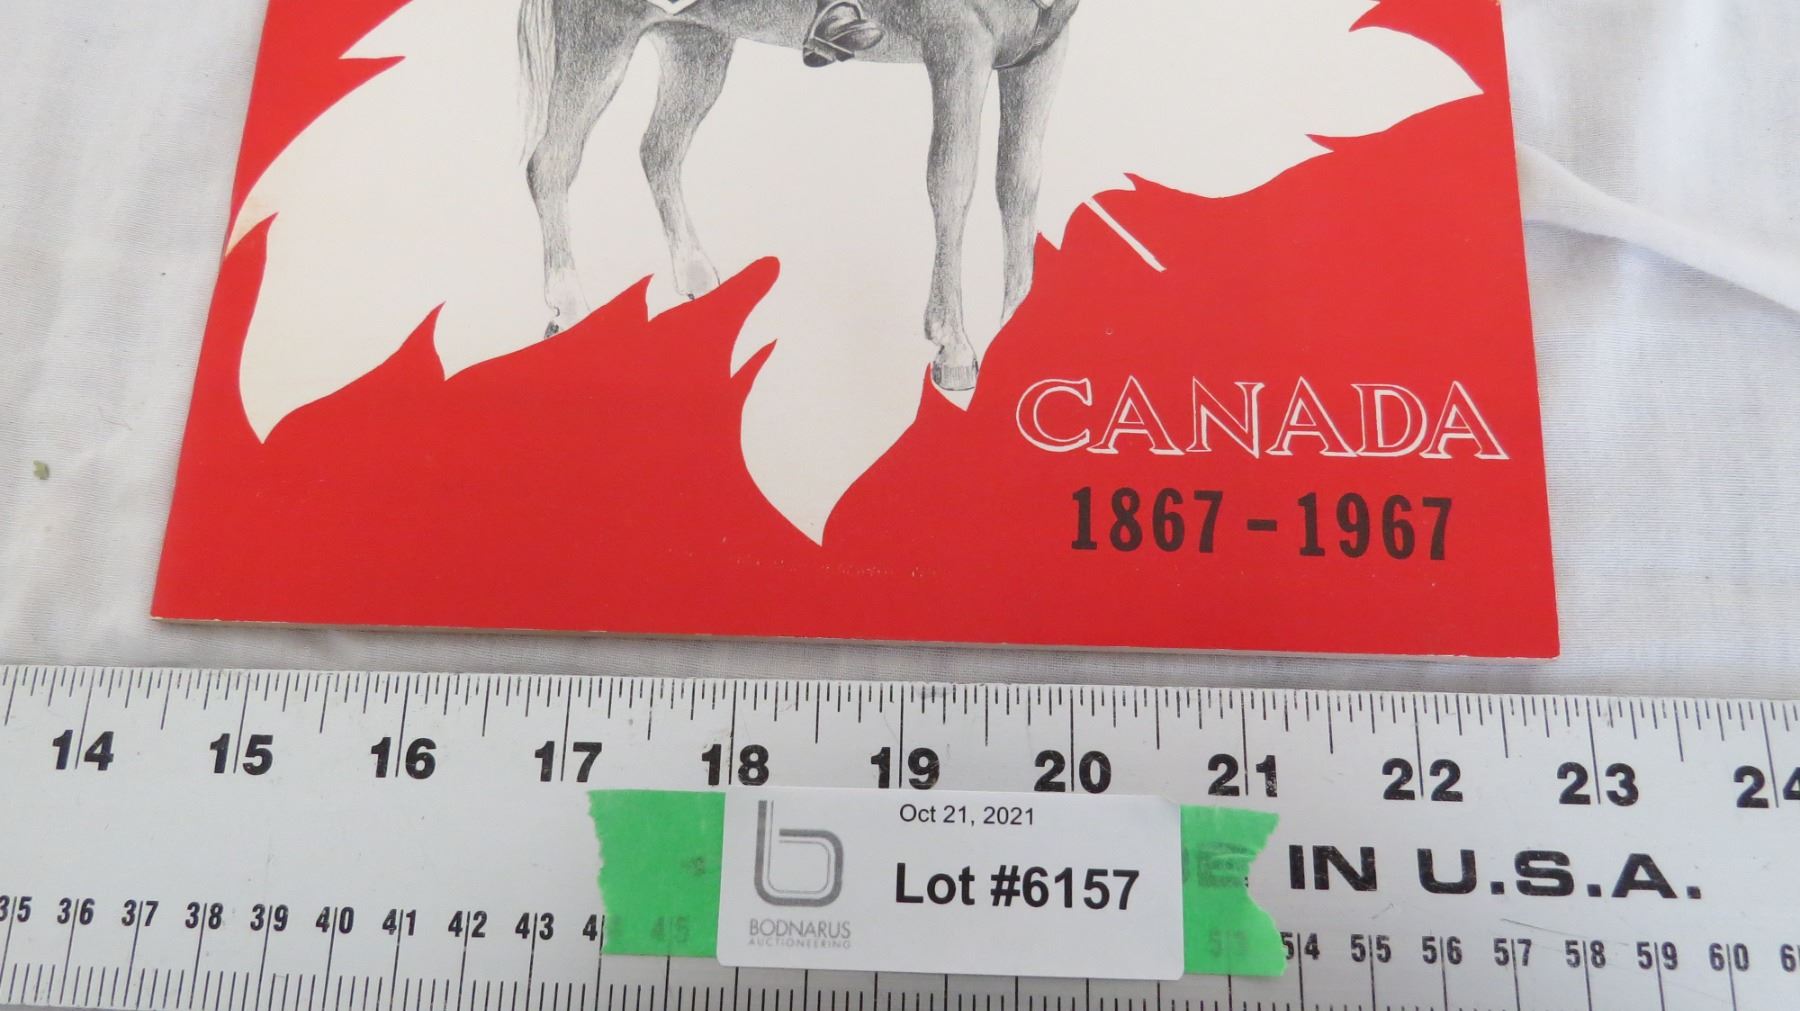 CANADA
1867 - 1967
14 15 16 17 18 19 20 21 22 23 24
Oct 21, 2021
Lot #6157
BODNARUS
AUCTIONEERING
IN U.S.A.
35 36 37 38 39 40 41 42 43 45 53 54 55 56 57 58 59 60